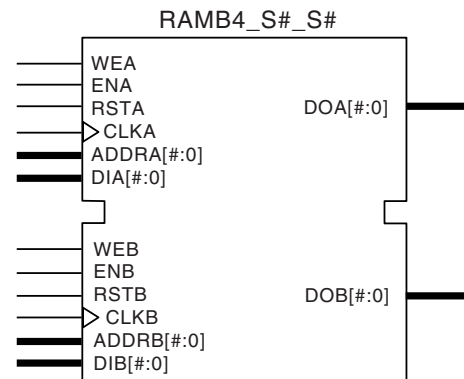 RAMB4_S#_S#
WEA
ENA
RSTA
CLKA
ADDRA[#:0]
DIA[#:0]
DOA[#:0]
WEB
ENB
RSTB
CLKB
ADDRB[#:0]
DIB[#:0]
DOB[#:0]